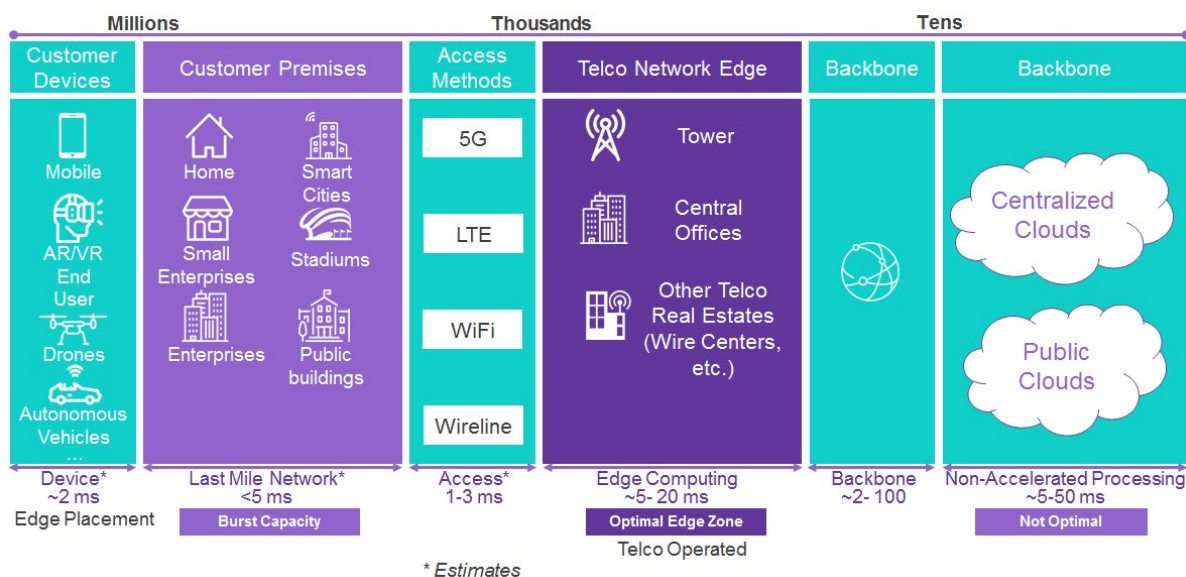 Millions
Thousands
Tens
Customer
Devices
Customer Premises
Access
Methods
Telco Network Edge
Backbone
Backbone
Mobile
AR/VR
End
User
Drones
Autonomous
Vehicles
...
Home
Smart
Cities
Small
Enterprises
Stadiums
Enterprises
Public
buildings
5G
LTE
WiFi
Wireline
Tower
Central
Offices
Other Telco
Real Estates
(Wire Centers,
etc.)
Centralized
Clouds
Public
Clouds
Device*
~2 ms
Edge Placement
Last Mile Network*
<5 ms
Burst Capacity
Access*
1-3 ms
Edge Computing
~5- 20 ms
Optimal Edge Zone
Telco Operated
Backbone
~2- 100
Non-Accelerated Processing
~5-50 ms
Not Optimal
* Estimates